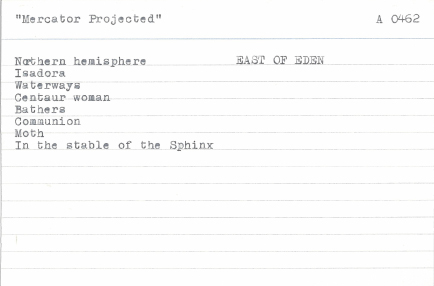 "Mercator Projected" A 0462
Nothern hemisphere EAST OF EDEN
Isadora
Waterways
Centaur woman
Bathers
Communion
Moth
In the stable of the Sphinx